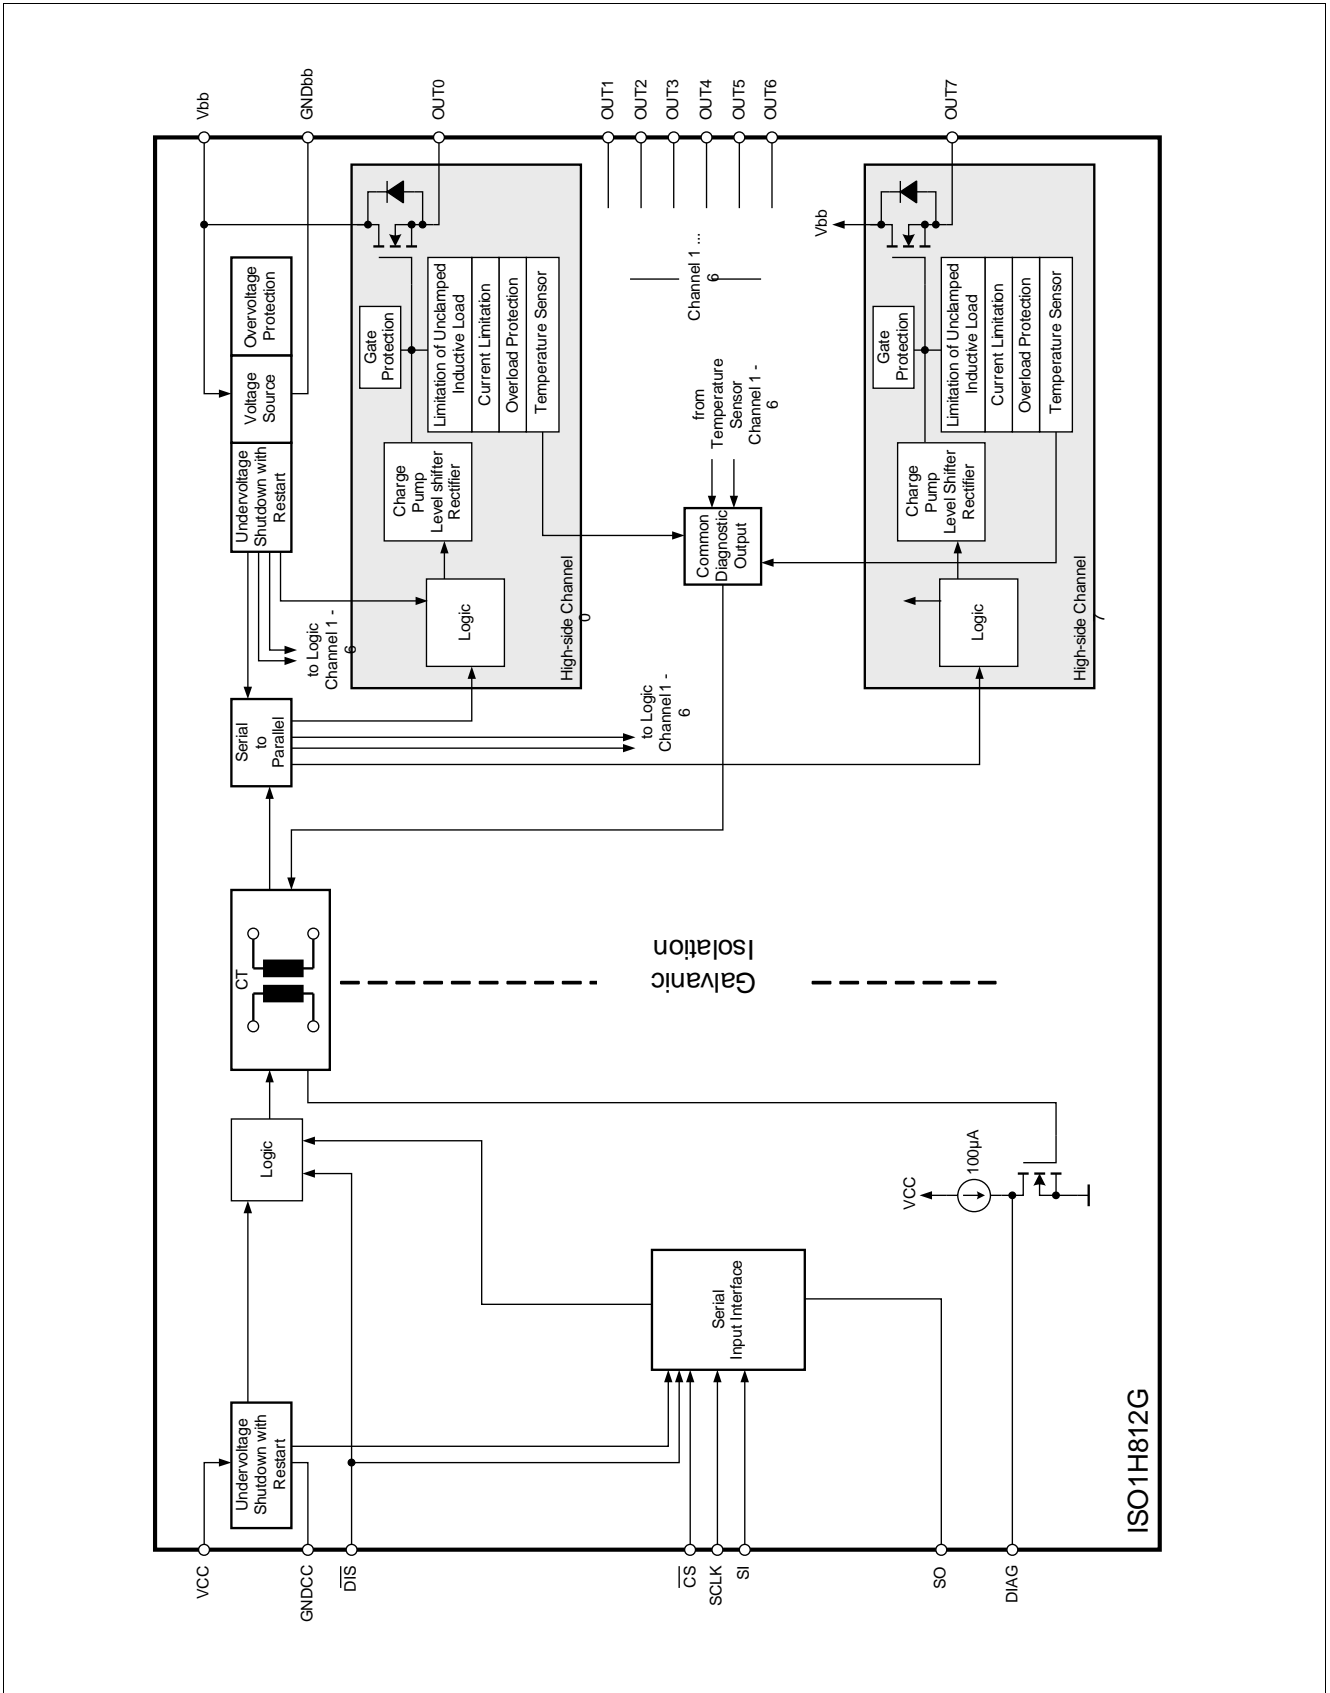 VCC
GNDCC
DIS
CS
SCLK
SI
SO
DIAG
Undervoltage
Shutdown with
Restart
Serial
Input Interface
Logic
VCC
100µA
CT
Galvanic
Isolation
Serial
to
Parallel
to Logic
Channel 1 -
6
to Logic
Channel1 -
6
Undervoltage
Shutdown with
Restart
Voltage
Source
Overvoltage
Protection
Vbb
GNDbb
High-side Channel
0
Logic
Charge
Pump
Level shifter
Rectifier
Gate
Protection
Limitation of Unclamped
Inductive Load
Current Limitation
Overload Protection
Temperature Sensor
OUT0
Common
Diagnostic
Output
from
Temperature
Sensor
Channel 1 -
6
Channel 1 ...
6
OUT1
OUT2
OUT3
OUT4
OUT5
OUT6
High-side Channel
7
Logic
Charge
Pump
Level Shifter
Rectifier
Gate
Protection
Limitation of Unclamped
Inductive Load
Current Limitation
Overload Protection
Temperature Sensor
Vbb
OUT7
ISO1H812G